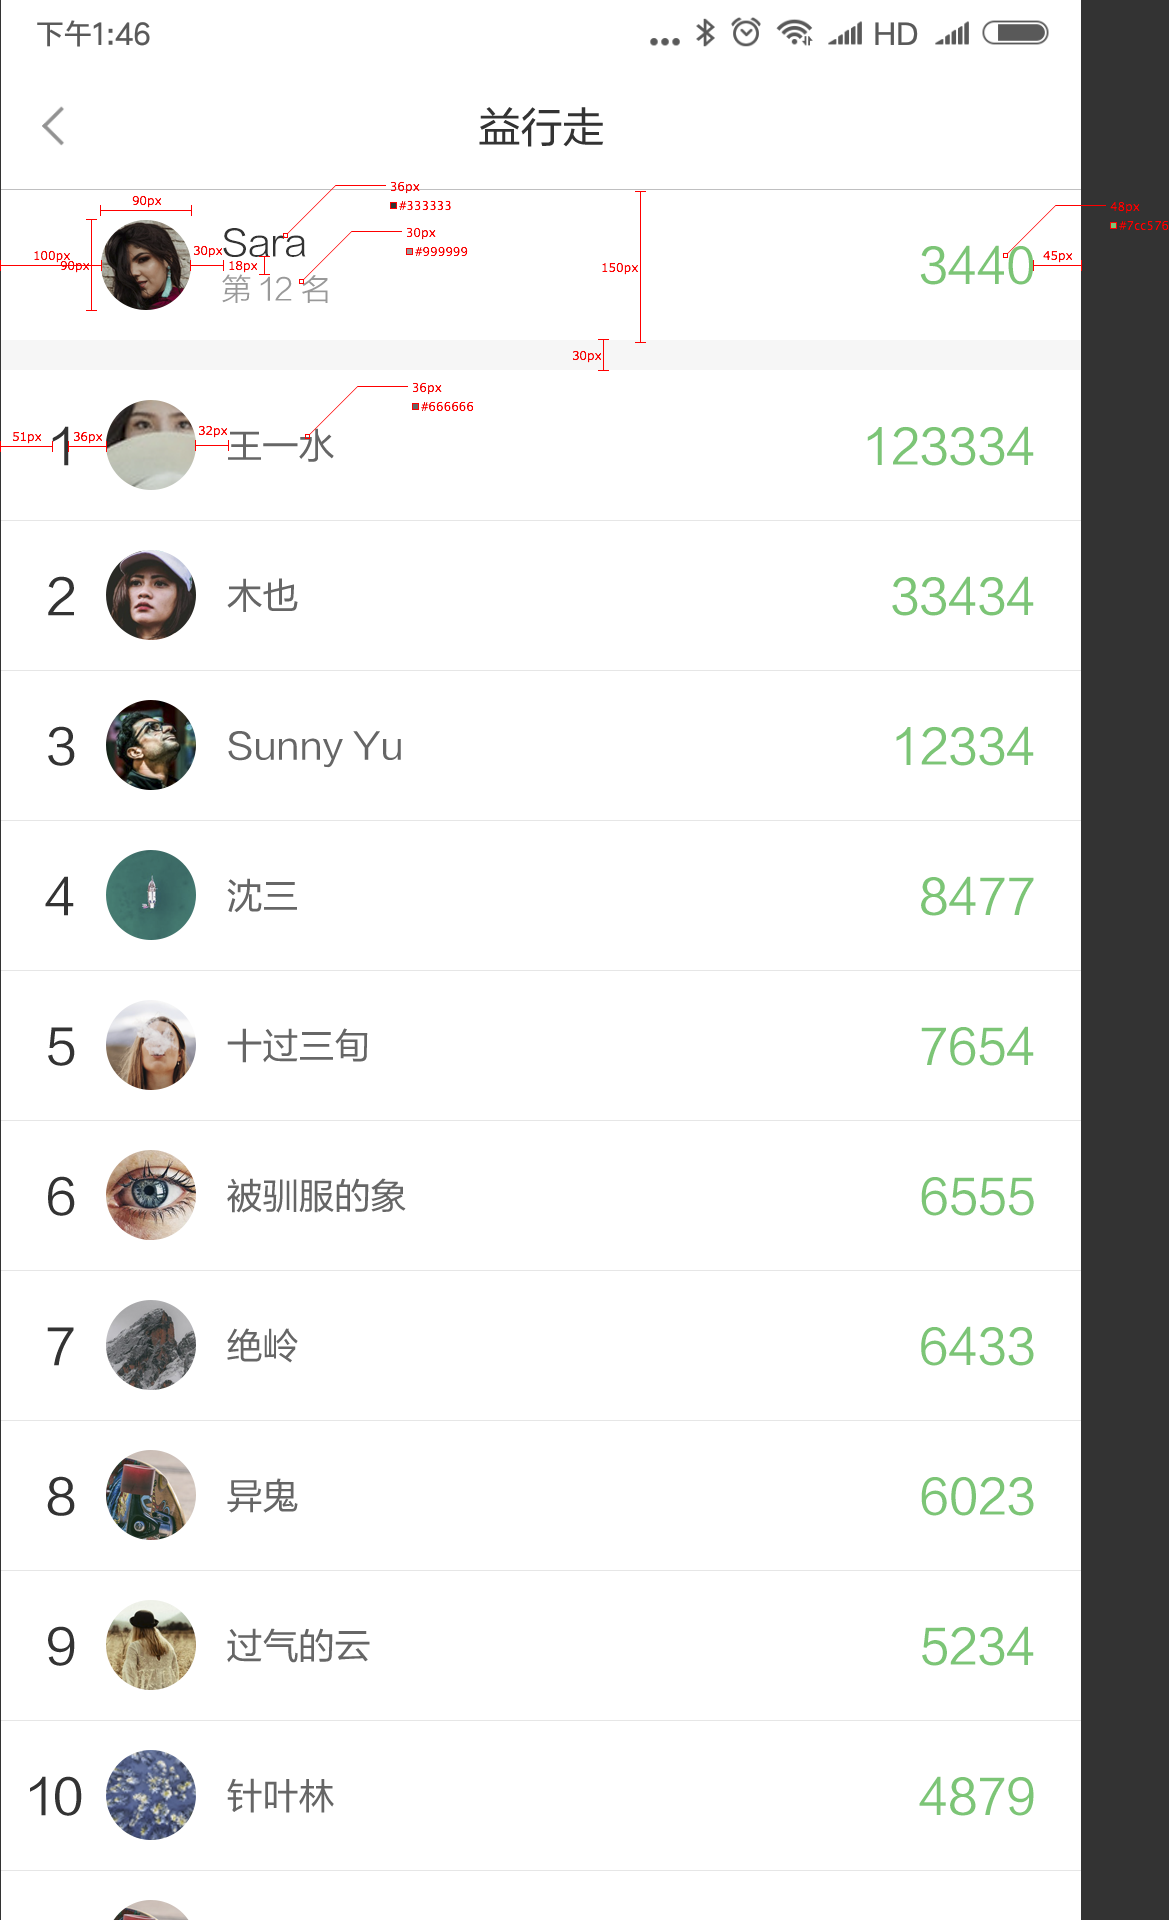 下午1:46
HD
益行走
36px
90px
#333333
48px
30px
#7cc576
Sara
30px
#999999
100px
90px
18px
150px
3440
45px
第 12 名
30px
36px
#666666
51px
1
36px
32px
王一水
123334
2
木也
33434
3
Sunny Yu
12334
4
沈三
8477
5
十过三旬
7654
6
被驯服的象
6555
7
绝岭
6433
8
异鬼
6023
9
过气的云
5234
10
针叶林
4879